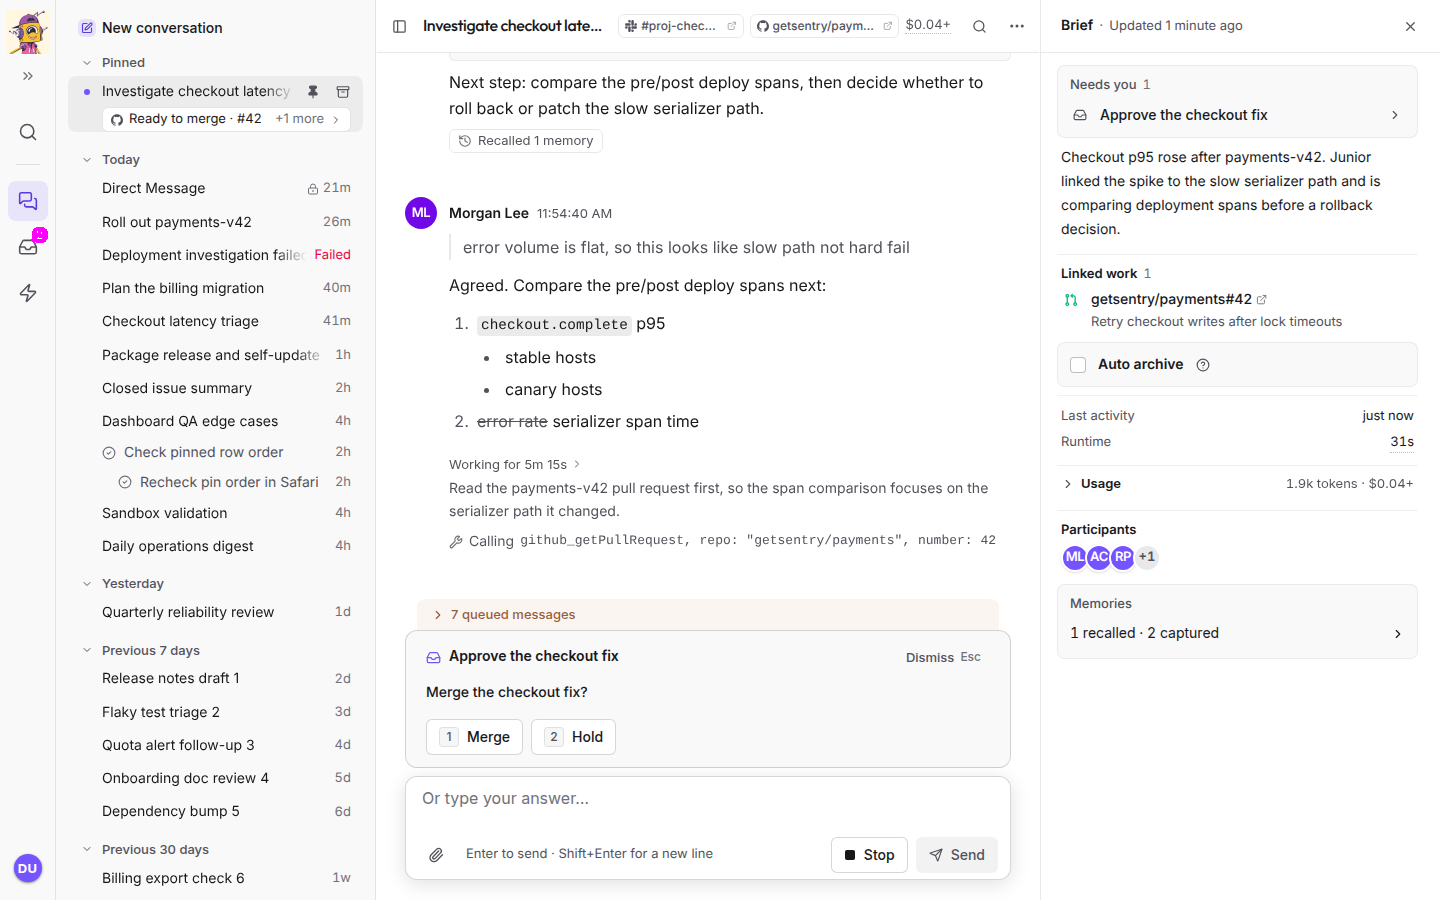 New conversation
Pinned
Investigate checkout latency
Ready to merge · #42 +1 more
Today
Direct Message 21m
Roll out payments-v42 26m
Deployment investigation failed Failed
Plan the billing migration 40m
Checkout latency triage 41m
Package release and self-update 1h
Closed issue summary 2h
Dashboard QA edge cases 4h
Check pinned row order 2h
Recheck pin order in Safari 2h
Sandbox validation 4h
Daily operations digest 4h
Yesterday
Quarterly reliability review 1d
Previous 7 days
Release notes draft 1 2d
Flaky test triage 2 3d
Quota alert follow-up 3 4d
Onboarding doc review 4 5d
Dependency bump 5 6d
Previous 30 days
Billing export check 6 1w
DU
Investigate checkout late... #proj-chec... getsentry/paym... $0.04+
Next step: compare the pre/post deploy spans, then decide whether to
roll back or patch the slow serializer path.
Recalled 1 memory
ML Morgan Lee 11:54:40 AM
error volume is flat, so this looks like slow path not hard fail
Agreed. Compare the pre/post deploy spans next:
1. checkout.complete p95
• stable hosts
• canary hosts
2. error rate serializer span time
Working for 5m 15s
Read the payments-v42 pull request first, so the span comparison focuses on the
serializer path it changed.
Calling github_getPullRequest, repo: "getsentry/payments", number: 42
7 queued messages
Approve the checkout fix Dismiss Esc
Merge the checkout fix?
1 Merge 2 Hold
Or type your answer...
Enter to send · Shift+Enter for a new line Stop Send
Brief · Updated 1 minute ago
Needs you 1
Approve the checkout fix
Checkout p95 rose after payments-v42. Junior
linked the spike to the slow serializer path and is
comparing deployment spans before a rollback
decision.
Linked work 1
getsentry/payments#42
Retry checkout writes after lock timeouts
Auto archive
Last activity just now
Runtime 31s
Usage 1.9k tokens · $0.04+
Participants
ML AC RP +1
Memories
1 recalled · 2 captured